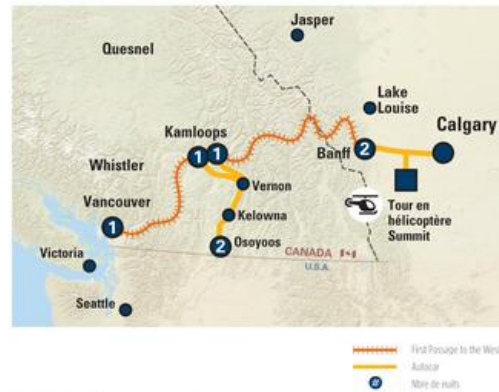 Jasper
Quesnel
Lake
Louise
Calgary
Kamloops
1
1
Banff
2
Whistler
Vernon
Tour en
hélicoptère
Summit
Vancouver
1
Kelowna
2
Osoyoos
Victoria
CANADA
U.S.A.
Seattle
First Passage to the West
Autocar
Nbre de nuits